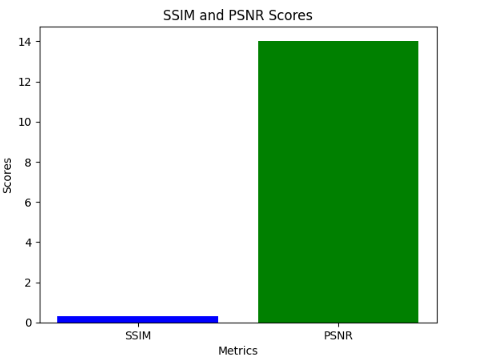 SSIM and PSNR Scores
14
12
10
8
6
4
2
0
Scores
SSIM
PSNR
Metrics